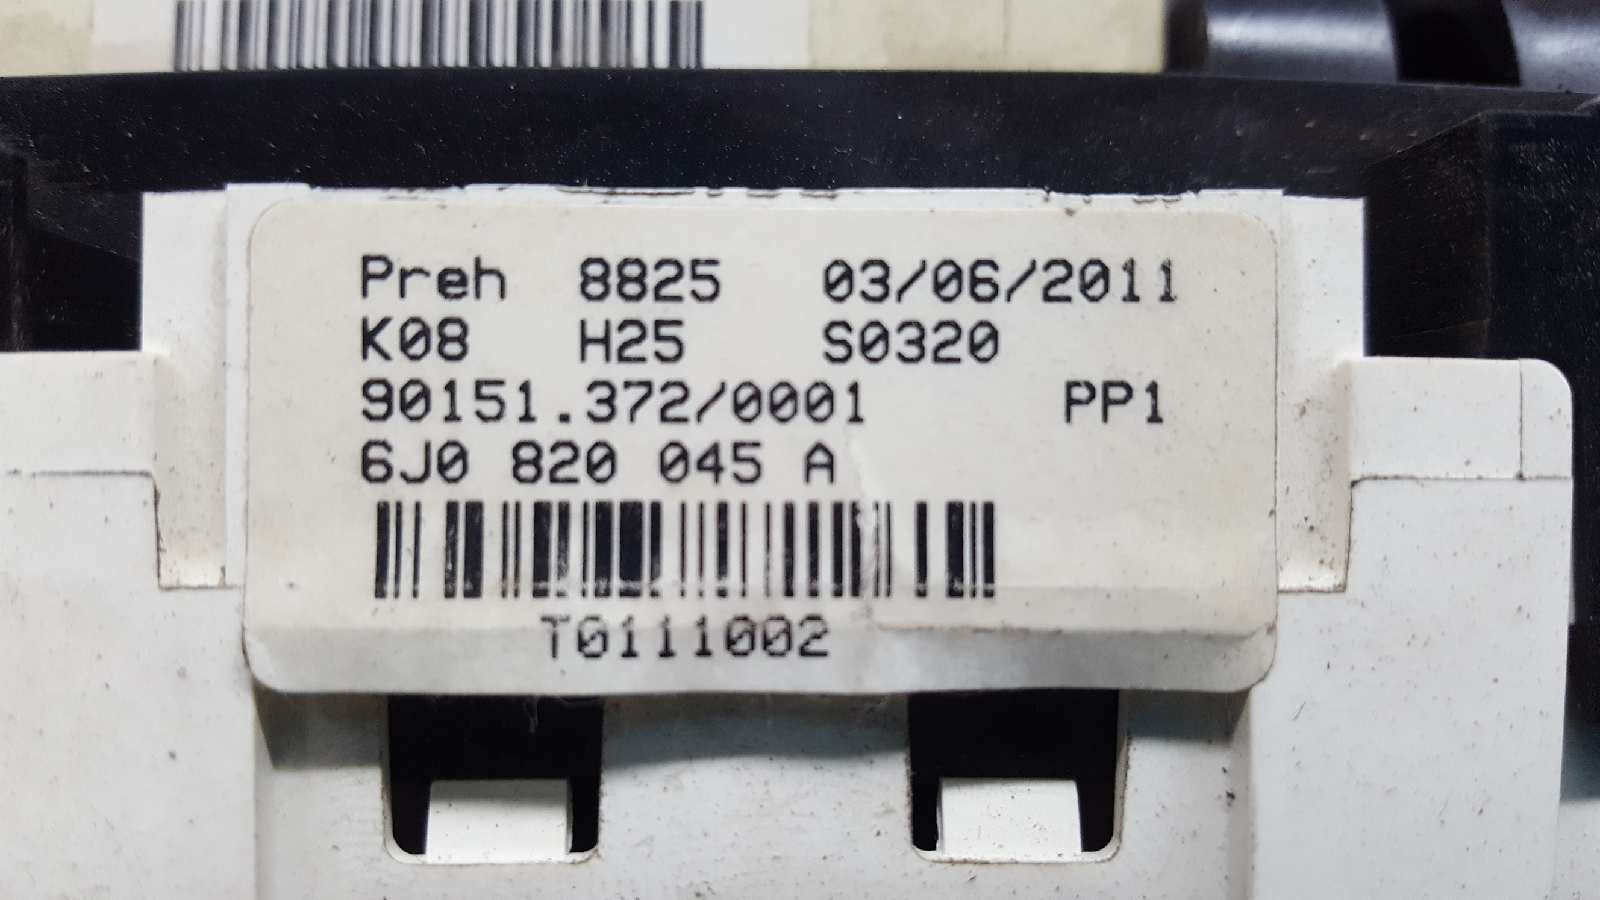 Preh 8825 03/06/2011
K08 H25 S0320
90151.372/0001 PP1
6J0 820 045 A
T0111002